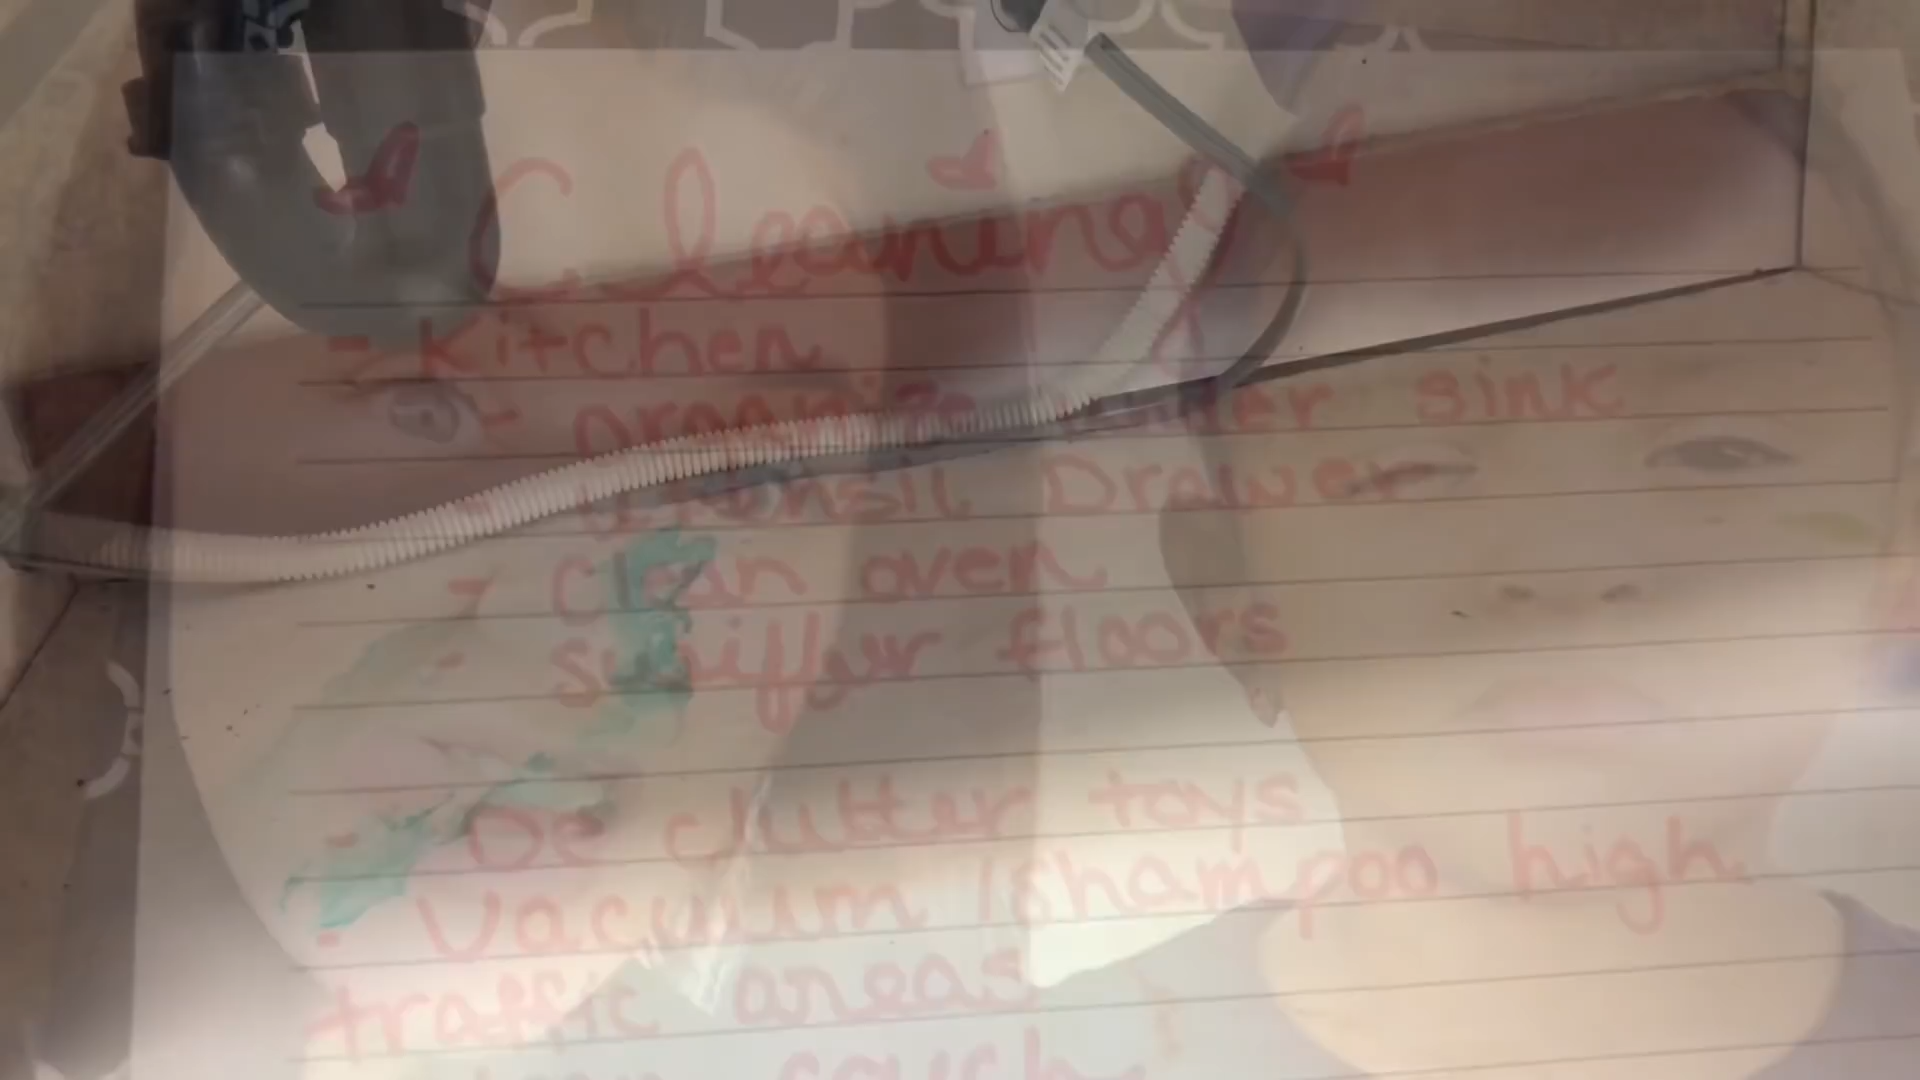 Cleaning
- Kitchen
- organize under sink
- utensil Drawer
- Clean oven
- swiffer floors
- De clutter toys
- Vacuum / shampoo high
traffic areas
couch